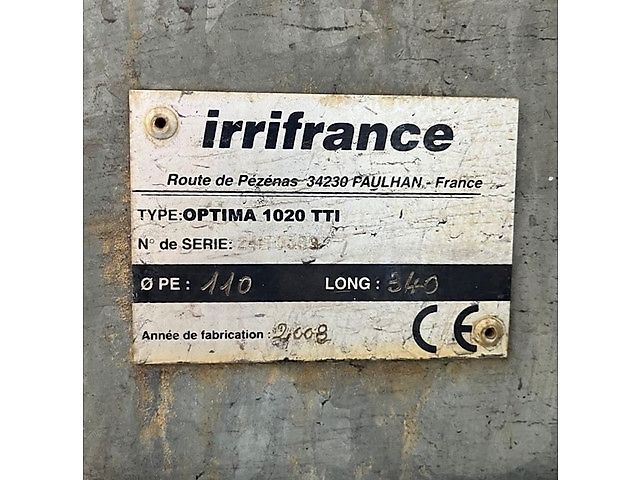 irrifrance
Route de Pézénas 34230 PAULHAN - France
TYPE:OPTIMA 1020 TTI
N° de SERIE:
Ø PE : 110 LONG : 340
Année de fabrication : 2008
CE